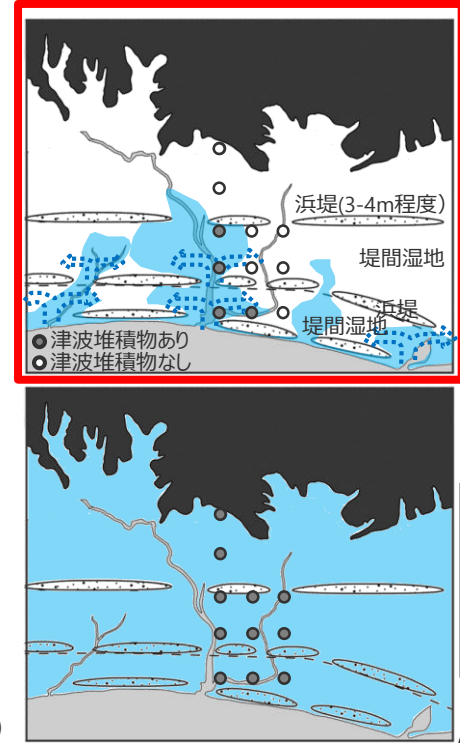 浜堤(3-4m程度）
堤間湿地
浜堤
堤間湿地
津波堆積物あり
津波堆積物なし
)